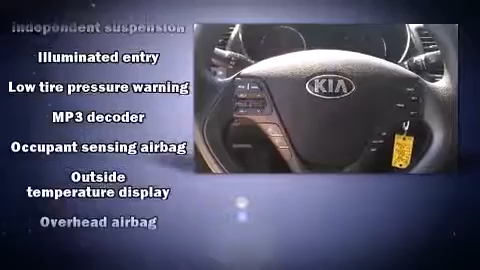 Independent suspension
Illuminated entry
Low tire pressure warning
MP3 decoder
Occupant sensing airbag
Outside
temperature display
Overhead airbag
KIA